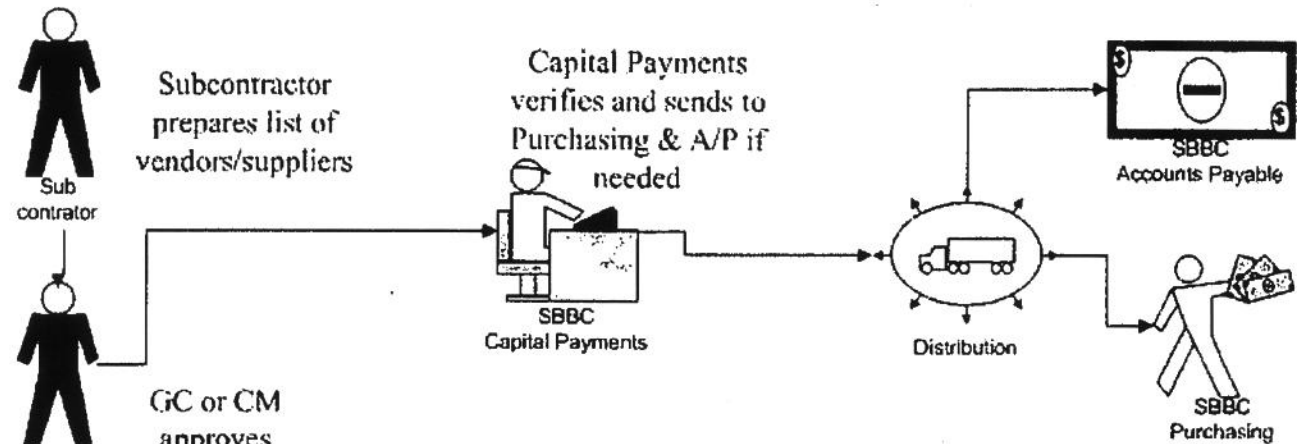 Subcontractor
prepares list of
vendors/suppliers
Sub
contrator
GC or CM
approves
Capital Payments
verifies and sends to
Purchasing & A/P if
needed
SBBC
Capital Payments
Distribution
$
$
SBBC
Accounts Payable
SBBC
Purchasing